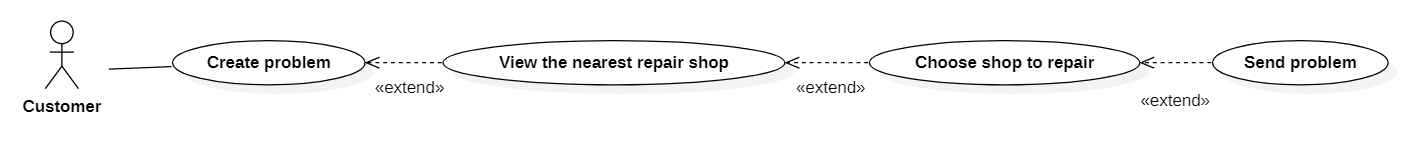 Customer
Create problem
«extend»
View the nearest repair shop
«extend»
Choose shop to repair
«extend»
Send problem